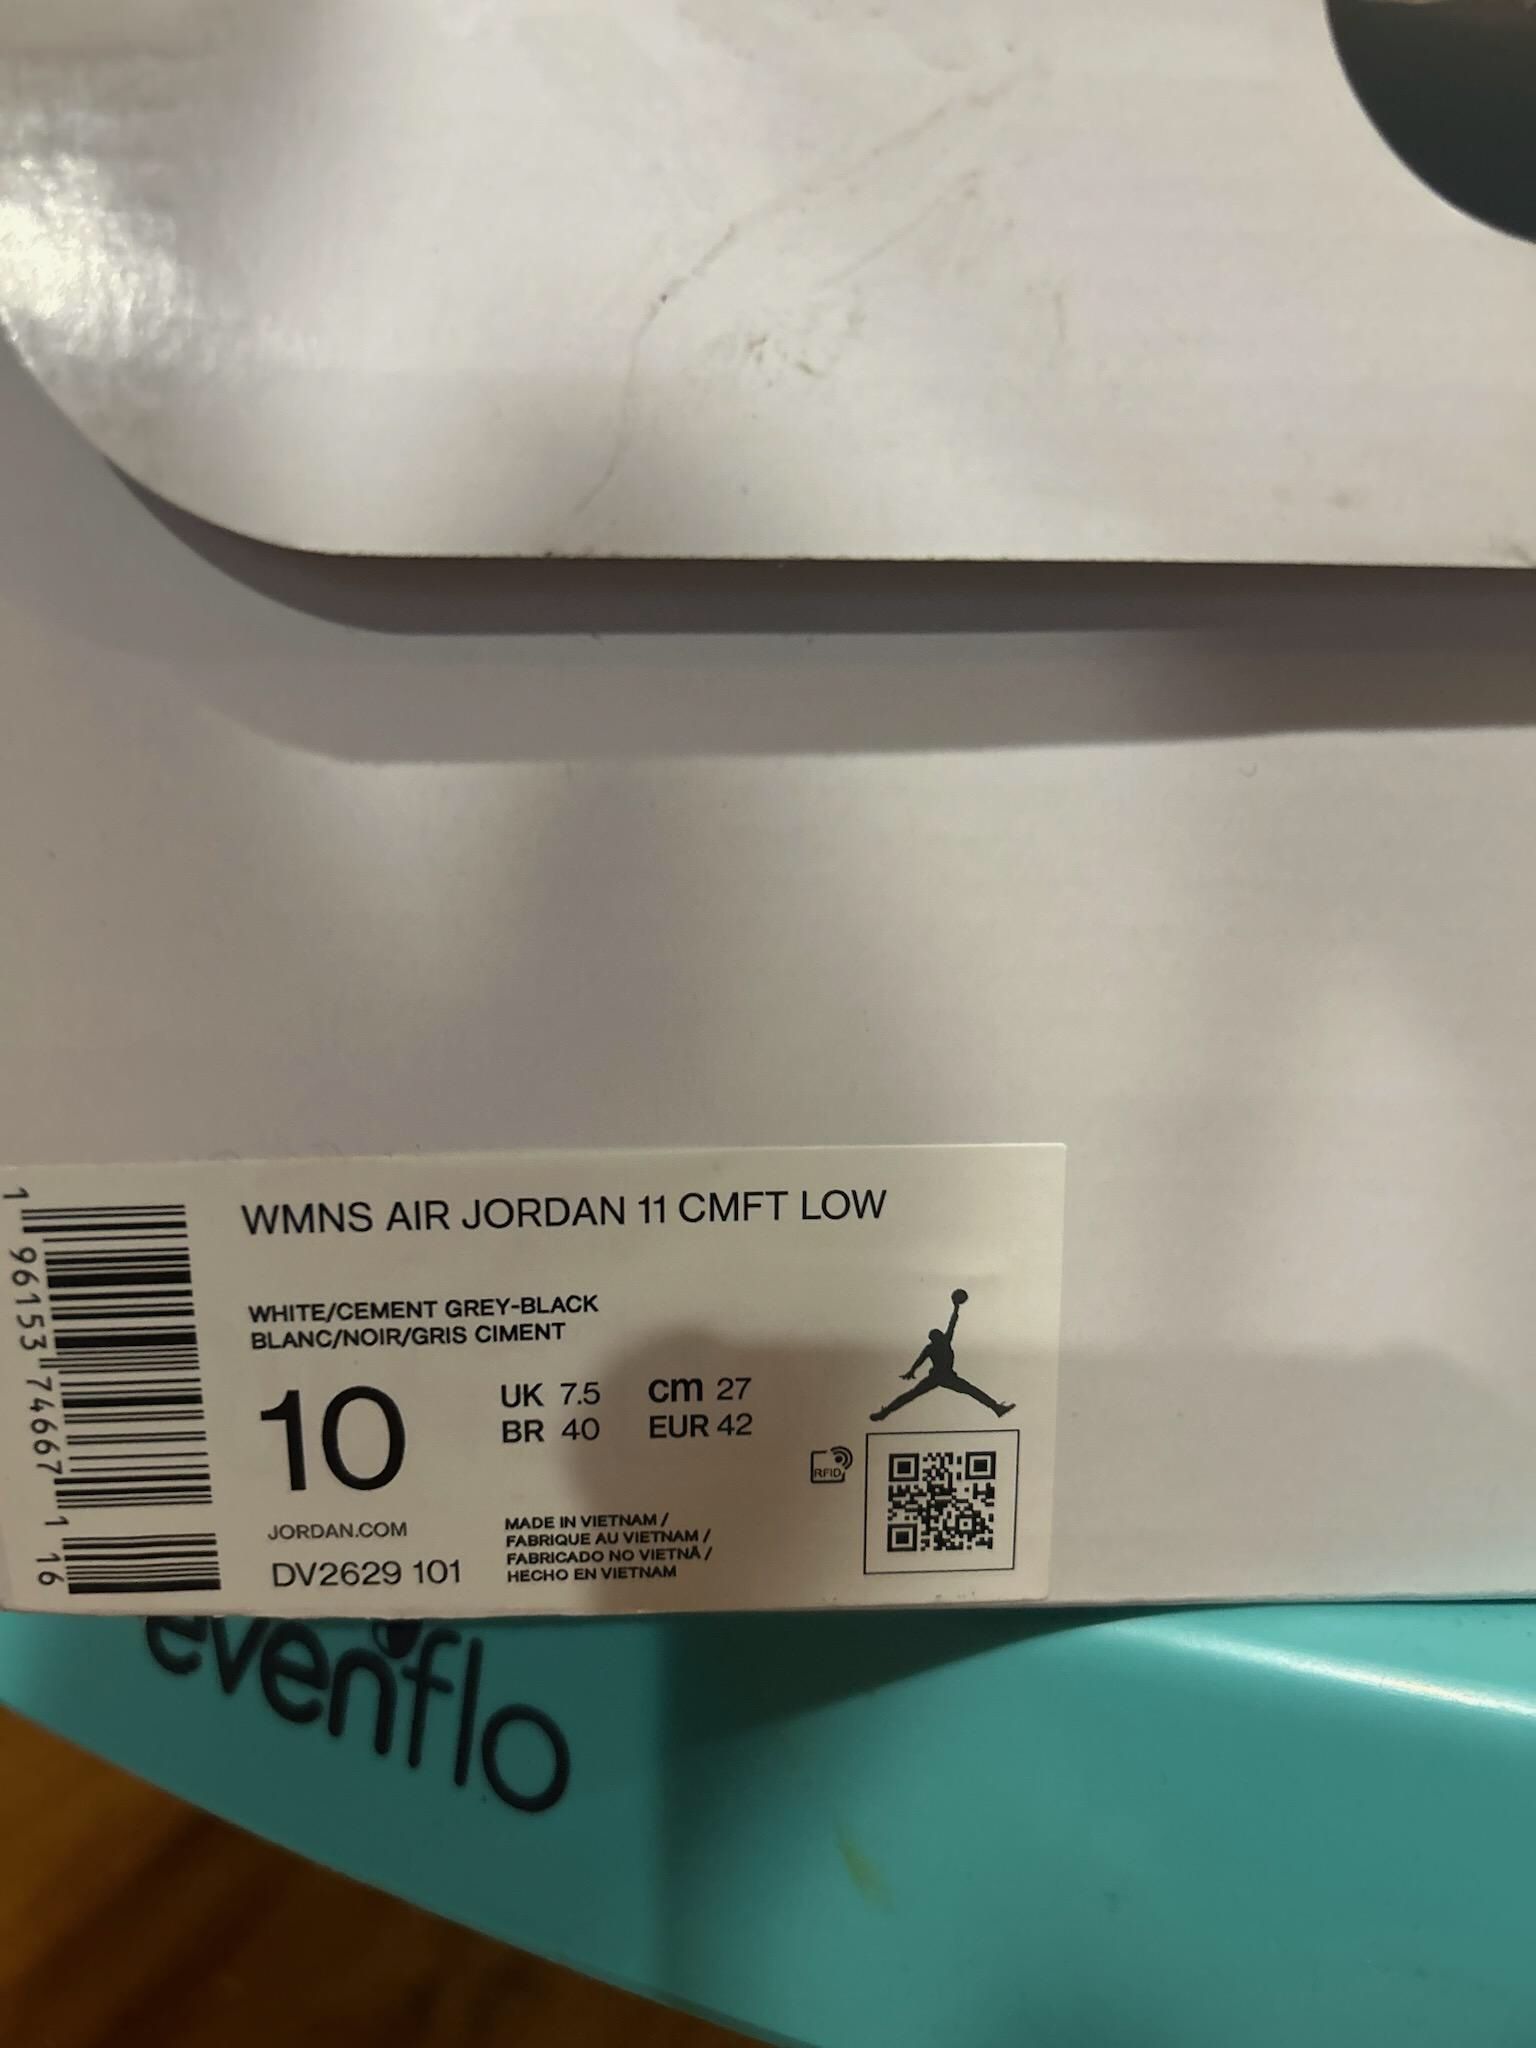 WMNS AIR JORDAN 11 CMFT LOW
WHITE/CEMENT GREY-BLACK
BLANC/NOIR/GRIS CIMENT
10
UK 7.5 cm 27
BR 40 EUR 42
RFID
JORDAN.COM
DV2629 101
MADE IN VIETNAM /
FABRIQUE AU VIETNAM /
FABRICADO NO VIETNÃ /
HECHO EN VIETNAM
1 96153 74667 1 16
evenflo